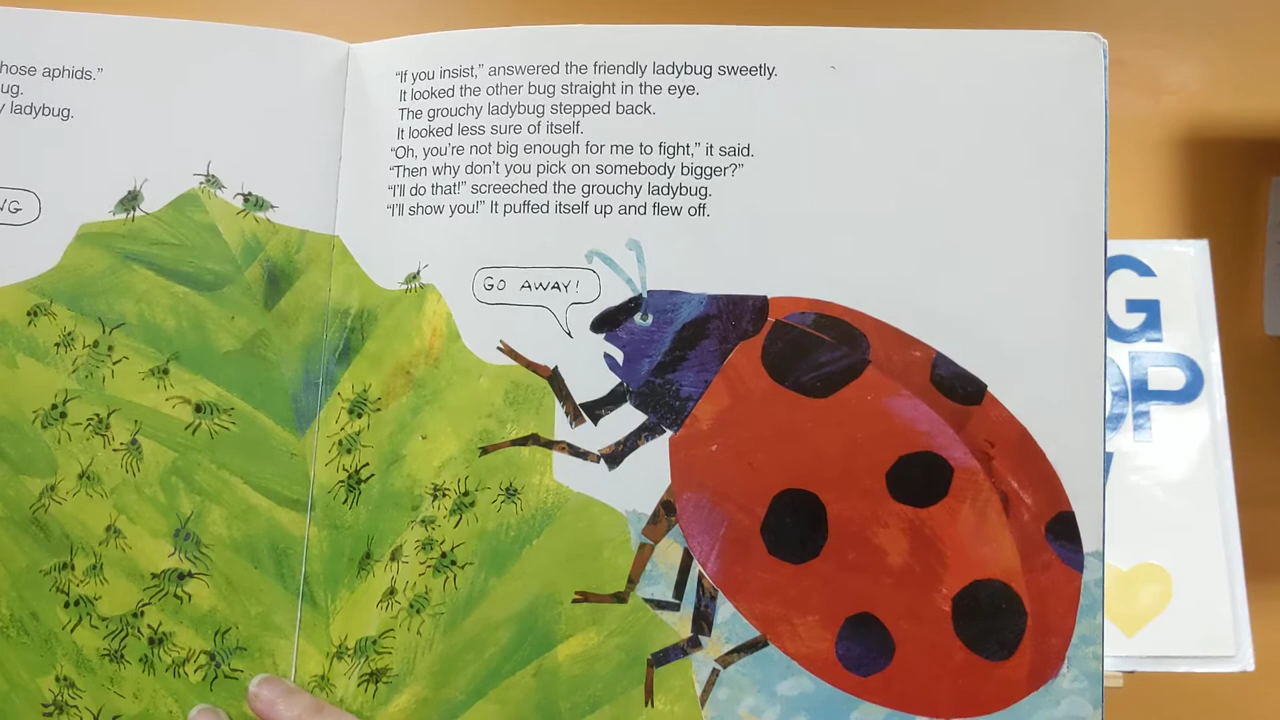 hose aphids."
ug.
y ladybug.
NG
"If you insist," answered the friendly ladybug sweetly.
It looked the other bug straight in the eye.
The grouchy ladybug stepped back.
It looked less sure of itself.
"Oh, you're not big enough for me to fight," it said.
"Then why don't you pick on somebody bigger?"
"I'll do that!" screeched the grouchy ladybug.
"I'll show you!" It puffed itself up and flew off.
GO AWAY!
G
OP